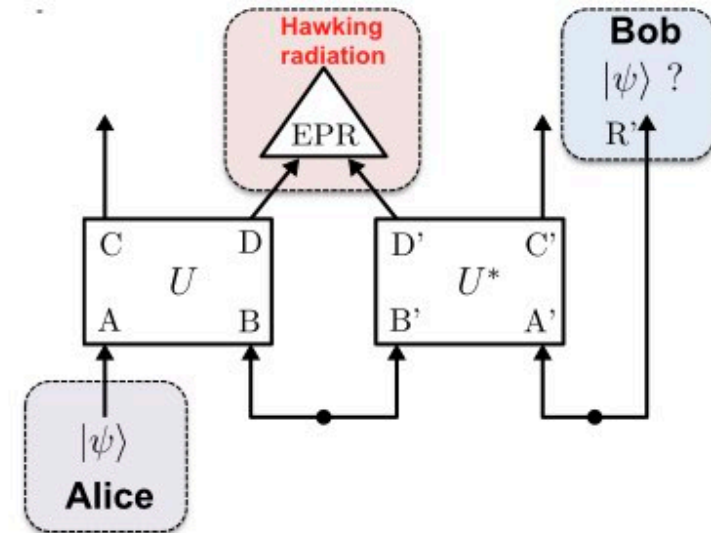 Hawking
radiation
EPR
Bob
|ψ⟩ ?
R'
C D
U
A B
D' C'
U*
B' A'
|ψ⟩
Alice